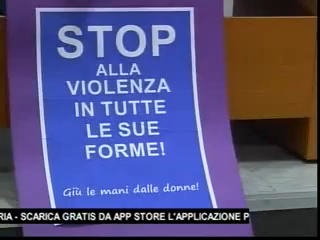 STOP
ALLA
VIOLENZA
IN TUTTE
LE SUE
FORME!
Giù le mani dalle donne!
RIA - SCARICA GRATIS DA APP STORE L'APPLICAZIONE P